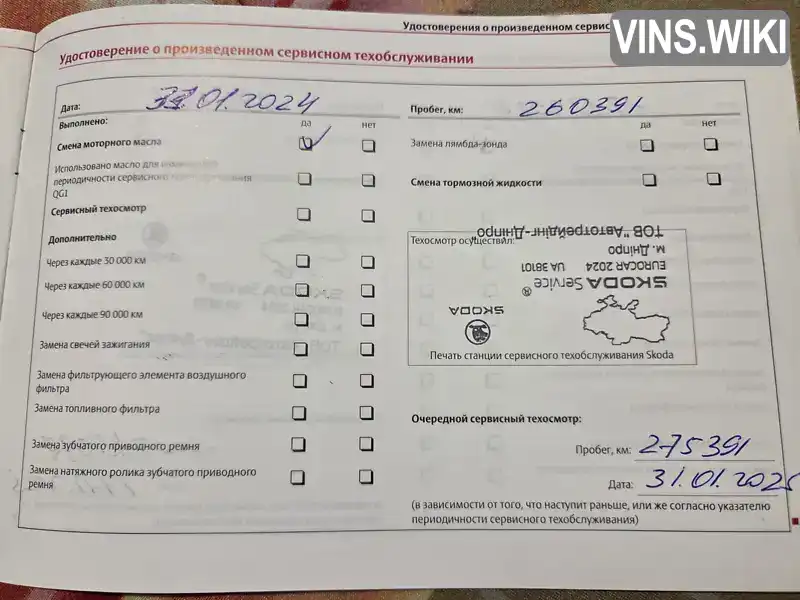 Удостоверения о произведенном сервис
VINS.WIKI
Удостоверение о произведенном сервисном техобслуживании
Дата: 31.01.2024
Пробег, км: 260391
Выполнено:
да нет
да нет
Смена моторного масла
Замена лямбда-зонда
Использовано масло для
периодичности сервисного
QG1
Смена тормозной жидкости
Сервисный техосмотр
Дополнительно
Через каждые 30 000 км
Через каждые 60 000 км
Через каждые 90 000 км
Замена свечей зажигания
Замена фильтрующего элемента воздушного
фильтра
Замена топливного фильтра
Замена зубчатого приводного ремня
Замена натяжного ролика зубчатого приводного
ремня
Техосмотр осуществил:
ТОВ "Автотрейдінг-Дніпро
м. Дніпро
EUROCAR 2024 UA 38101
SKODA Service ®
SKODA
Печать станции сервисного техобслуживания Skoda
Очередной сервисный техосмотр:
Пробег, км: 275391
Дата: 31.01.2025
(в зависимости от того, что наступит раньше, или же согласно указателю
периодичности сервисного техобслуживания)